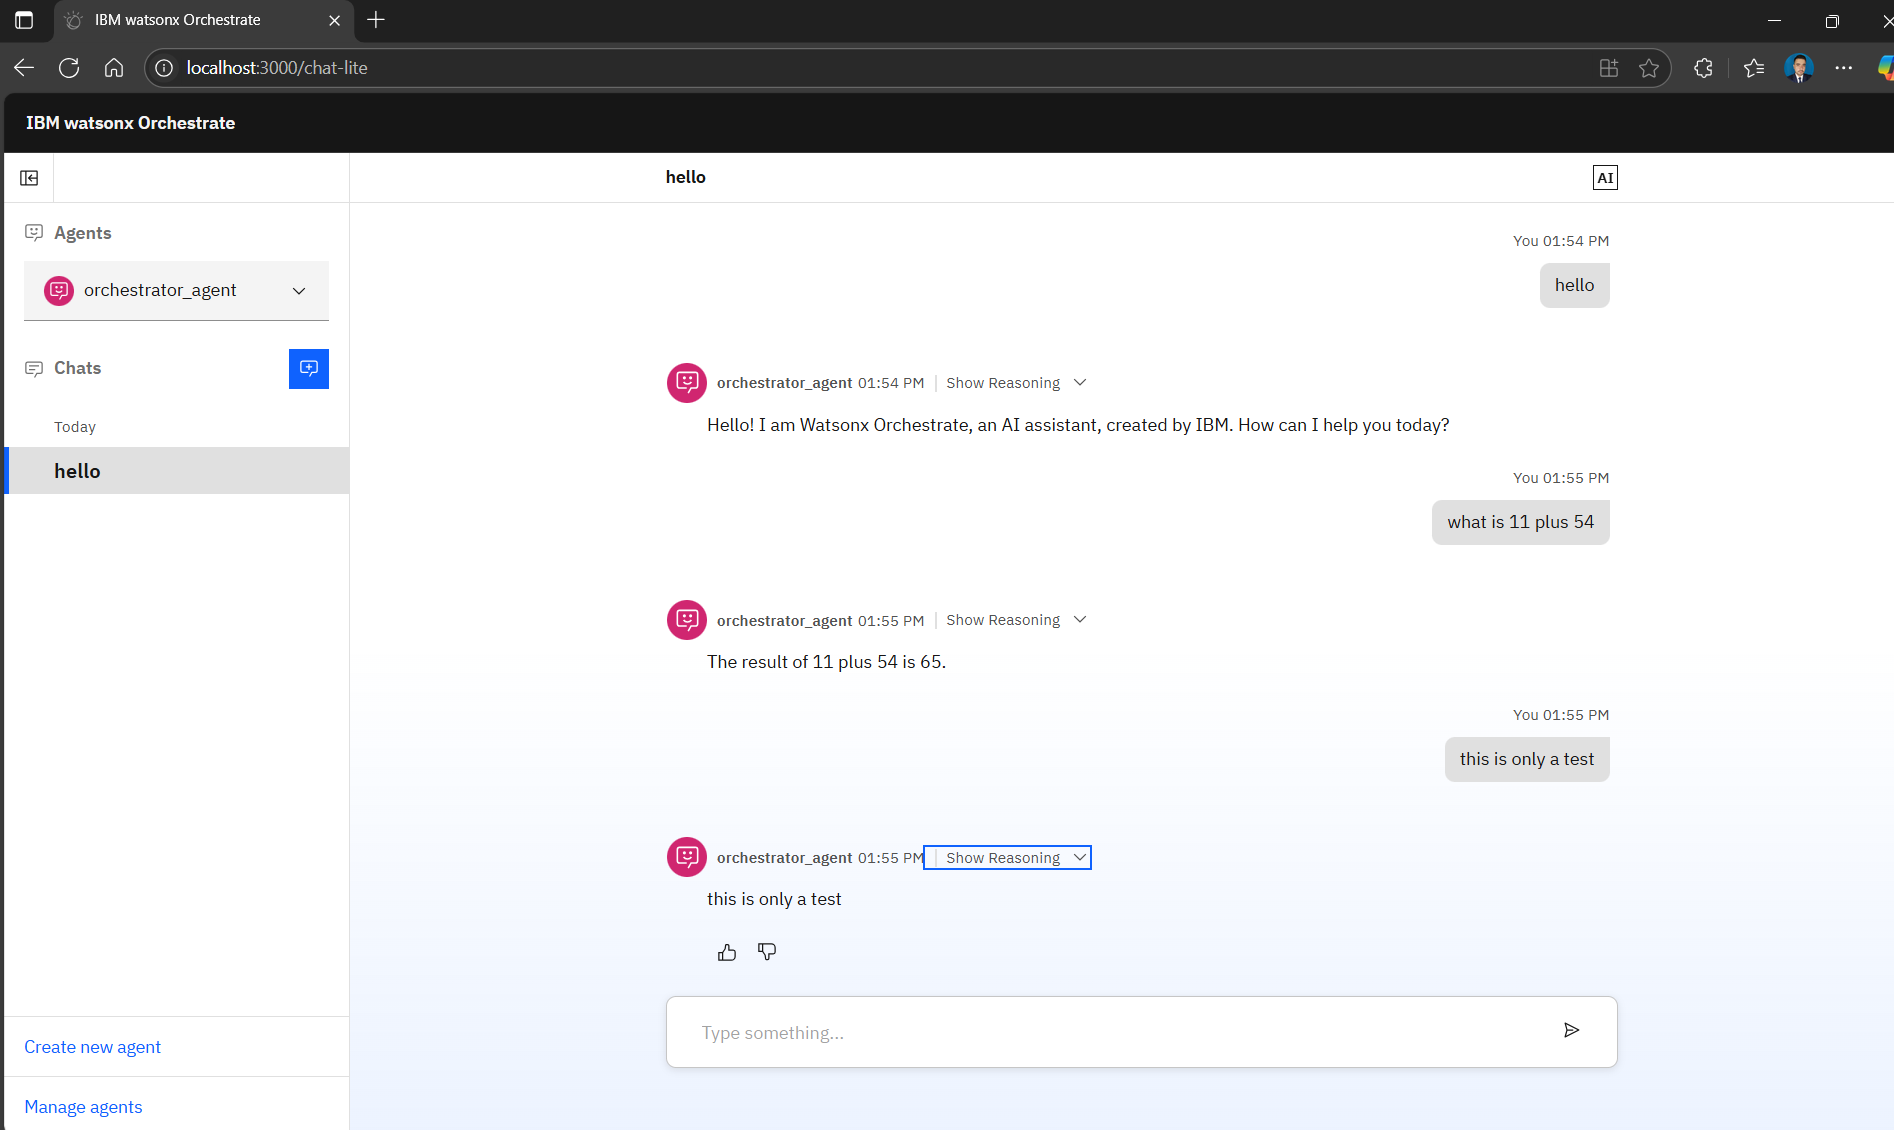 IBM watsonx Orchestrate
localhost:3000/chat-lite
IBM watsonx Orchestrate
hello
AI
Agents
orchestrator_agent
Chats
Today
hello
You 01:54 PM
hello
orchestrator_agent 01:54 PM Show Reasoning
Hello! I am Watsonx Orchestrate, an AI assistant, created by IBM. How can I help you today?
You 01:55 PM
what is 11 plus 54
orchestrator_agent 01:55 PM Show Reasoning
The result of 11 plus 54 is 65.
You 01:55 PM
this is only a test
orchestrator_agent 01:55 PM Show Reasoning
this is only a test
Type something...
Create new agent
Manage agents